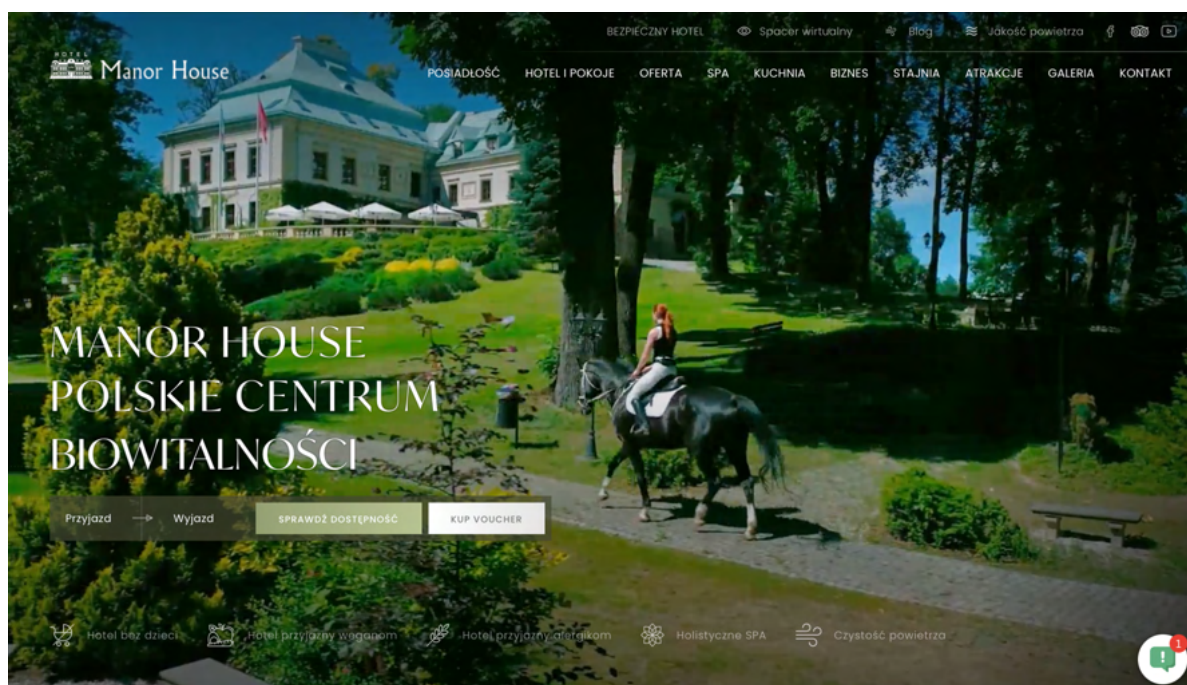 BEZPIECZNY HOTEL Spacer wirtualny Blog Jakość powietrza
HOTEL
Manor House
POSIADŁOŚĆ HOTEL I POKOJE OFERTA SPA KUCHNIA BIZNES STAJNIA ATRAKCJE GALERIA KONTAKT
MANOR HOUSE
POLSKIE CENTRUM
BIOWITALNOŚCI
Przyjazd Wyjazd SPRAWDŹ DOSTĘPNOŚĆ KUP VOUCHER
Hotel bez dzieci Hotel przyjazny weganom Hotel przyjazny alergikom Holistyczne SPA Czystość powietrza
1